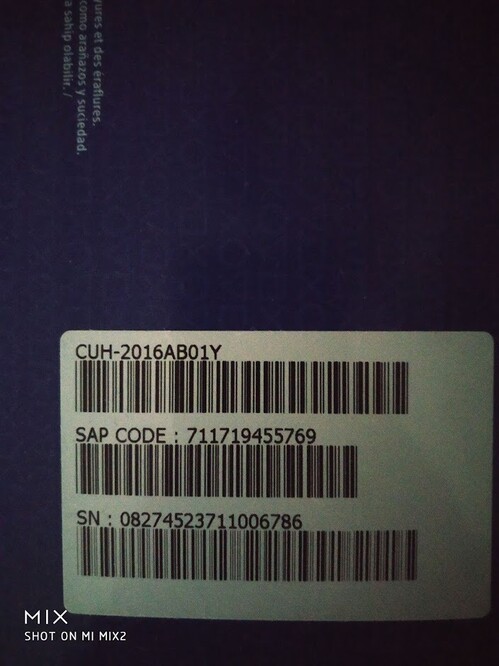 ures et des éraflures.
como arañazos y suciedad.
a sahip olabilir./
CUH-2016AB01Y
SAP CODE : 711719455769
SN : 08274523711006786
MIX
SHOT ON MI MIX2